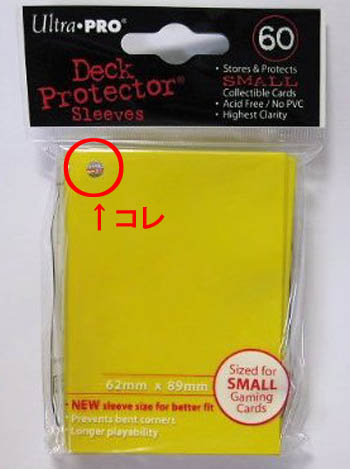 ULTRA • PRO®
60
Deck
Protector®
Sleeves
• Stores & Protects
SMALL
Collectible Cards
• Acid Free / No PVC
• Highest Clarity
↑コレ
62mm x 89mm
• NEW sleeve size for better fit
• Prevents bent corners
• Longer playability
Sized for
SMALL
Gaming
Cards